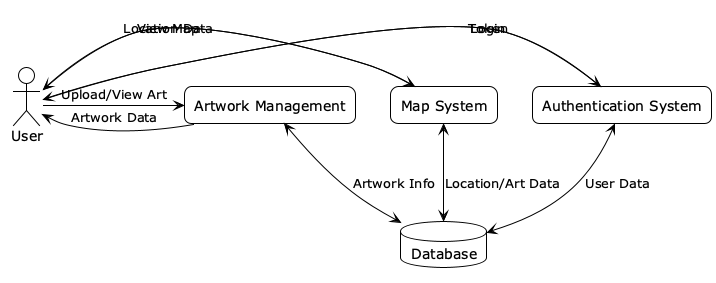 Location Data
View Map
Token
Login
Upload/View Art
Artwork Data
User
Artwork Management
Map System
Authentication System
Artwork Info
Location/Art Data
User Data
Database